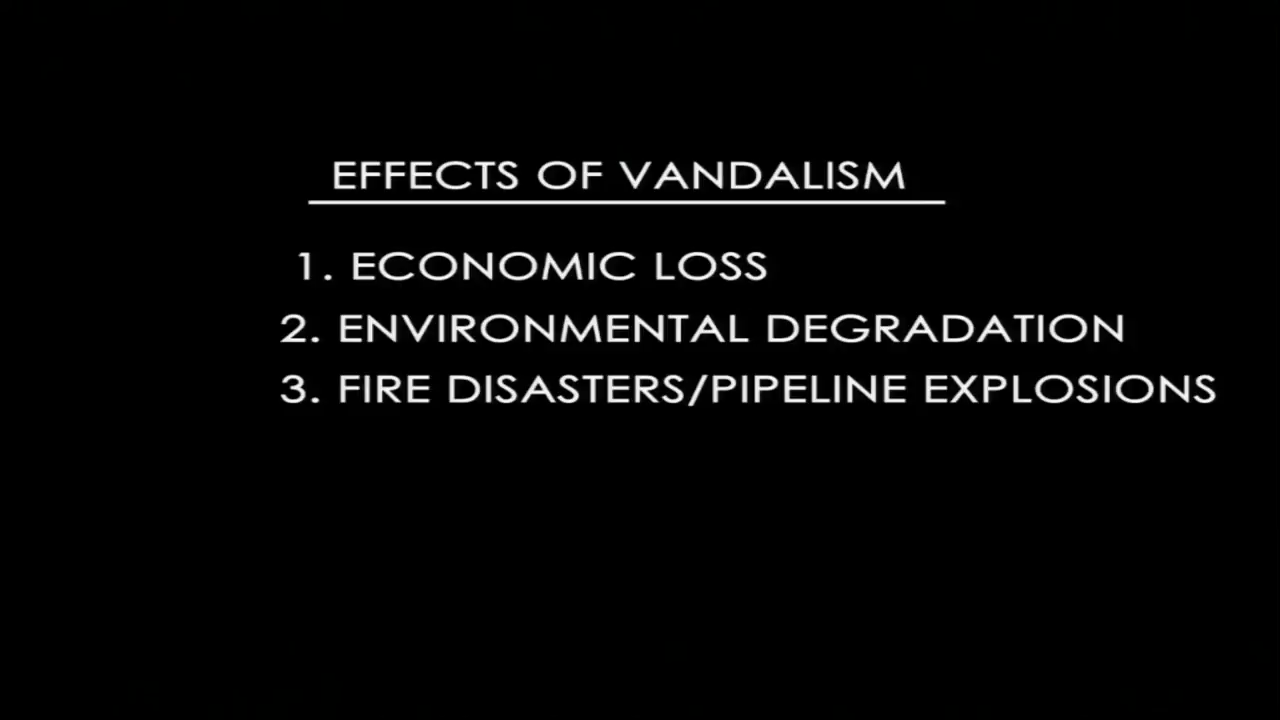 EFFECTS OF VANDALISM
1. ECONOMIC LOSS
2. ENVIRONMENTAL DEGRADATION
3. FIRE DISASTERS/PIPELINE EXPLOSIONS